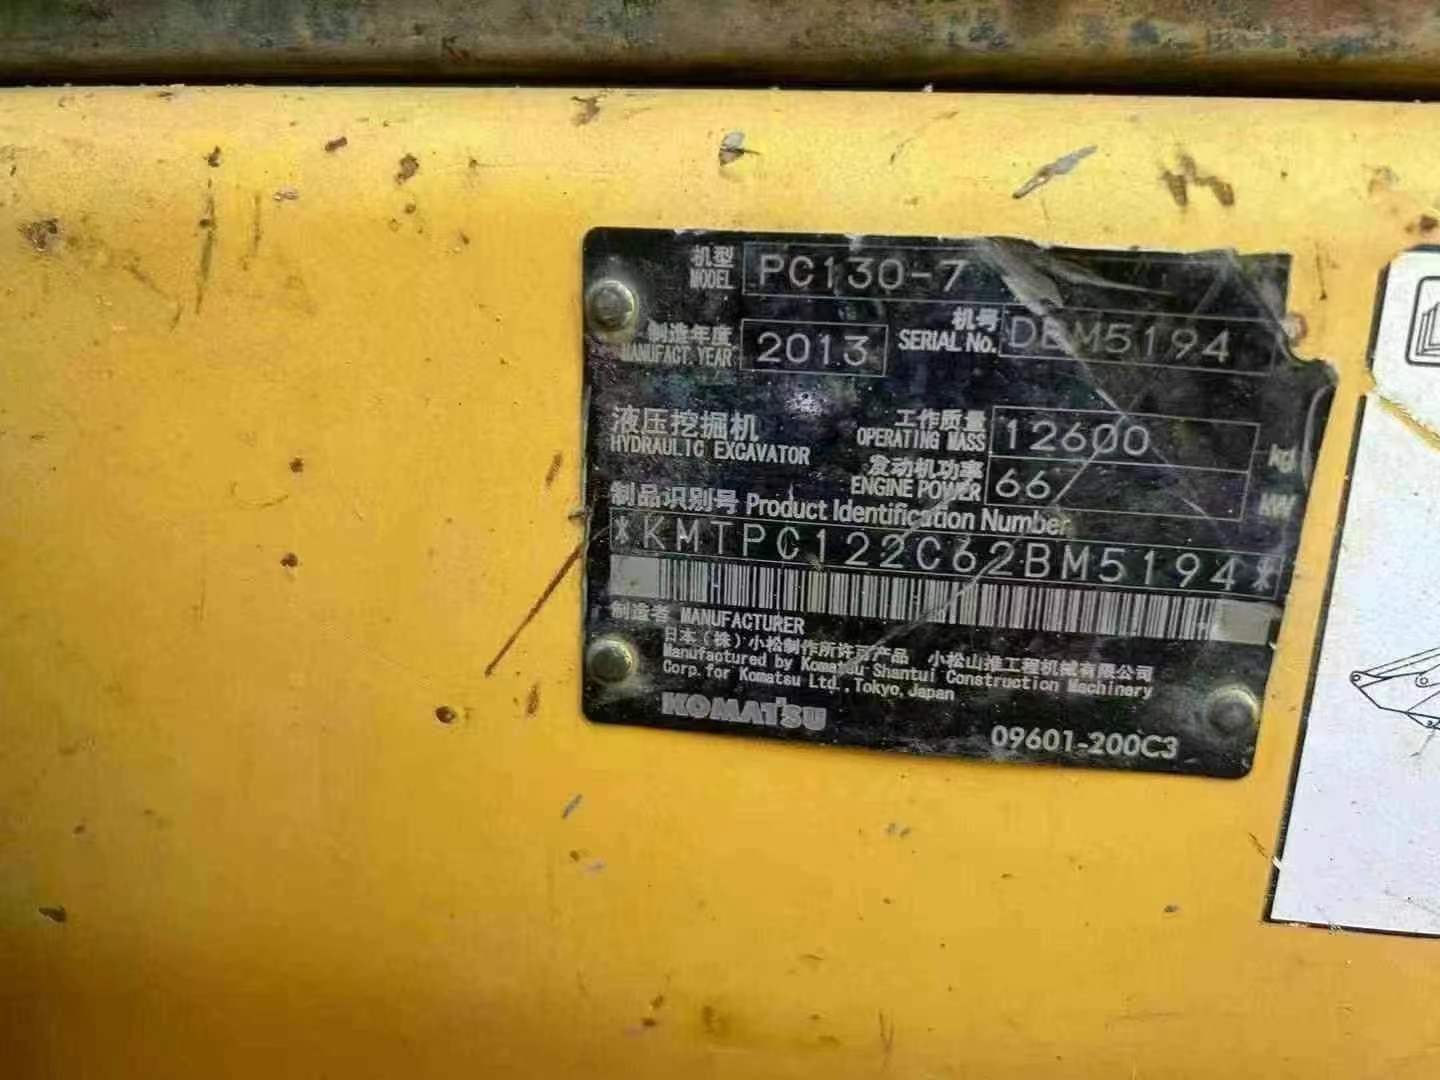 机型
MODEL PC130-7
制造年度 机号
MANUFACT. YEAR 2013 SERIAL No. DBM5194
液压挖掘机 工作质量
HYDRAULIC EXCAVATOR OPERATING MASS 12600 kg
发动机功率
ENGINE POWER 66 kW
制品识别号 Product Identification Number
*KMTPC122C62BM5194*
制造者 MANUFACTURER
日本(株)小松制作所许可产品 小松山推工程机械有限公司
Manufactured by Komatsu Shantui Construction Machinery
Corp. for Komatsu Ltd., Tokyo, Japan
KOMATSU
09601-200C3